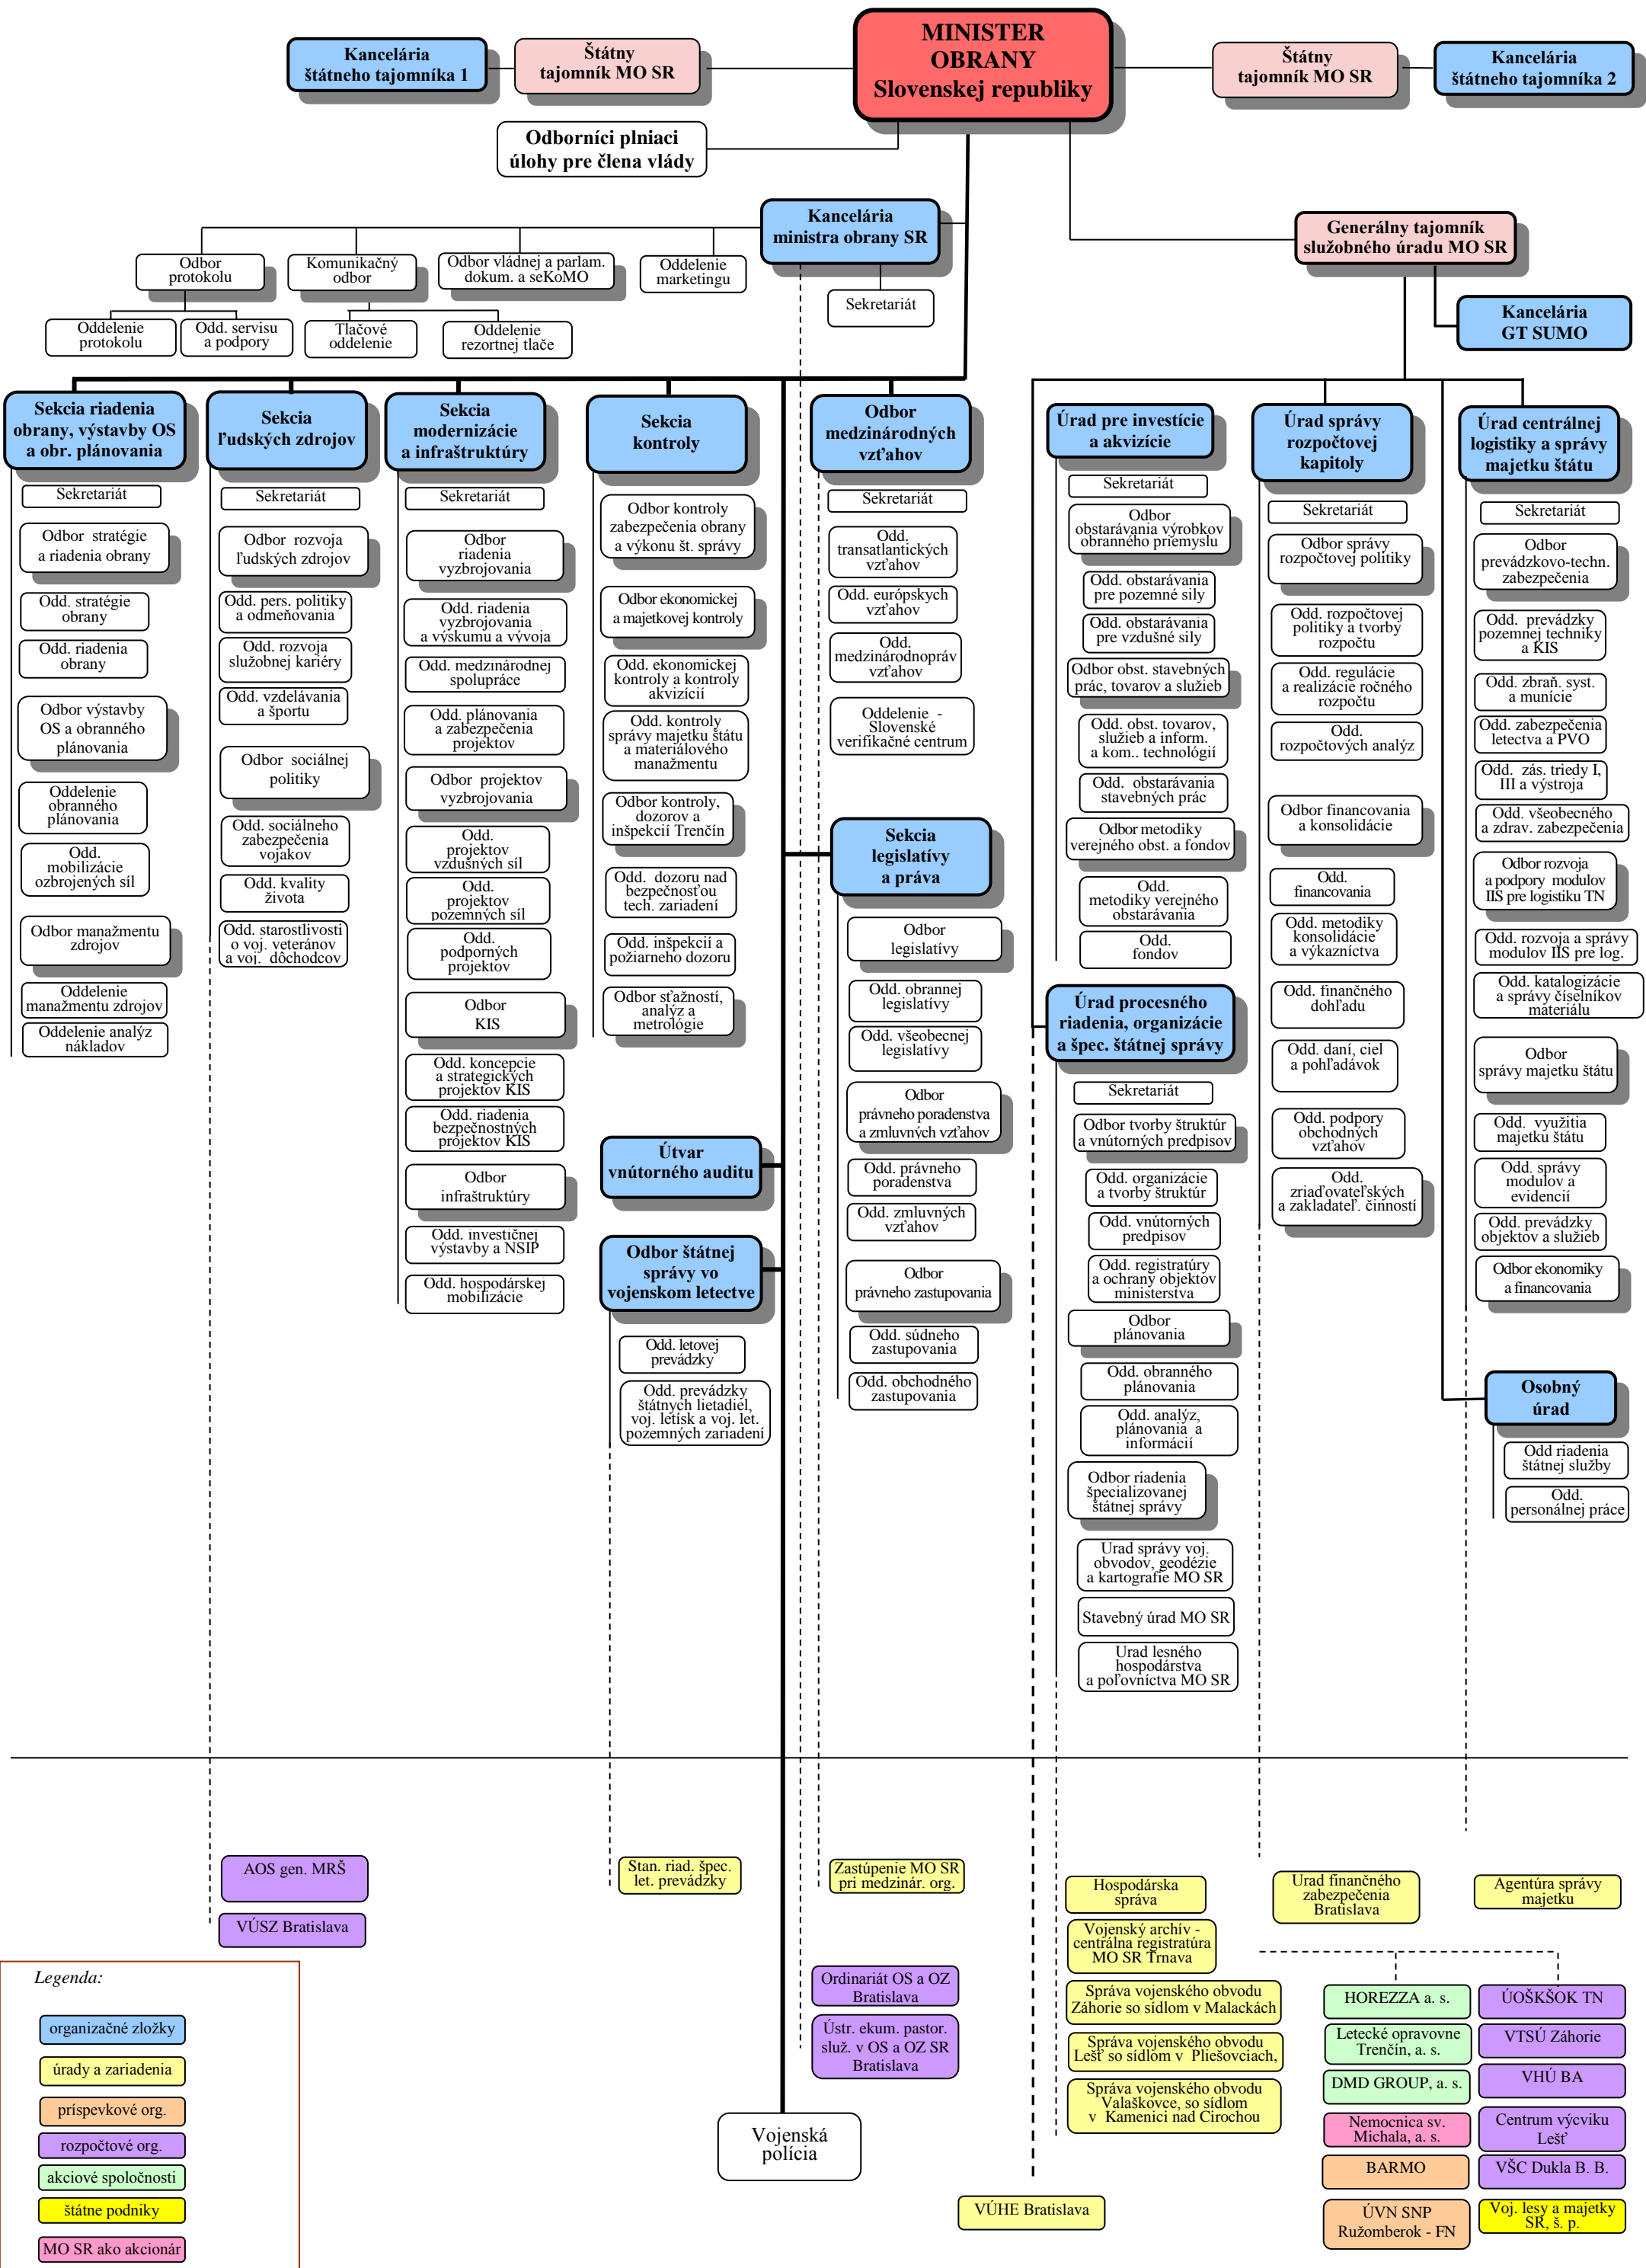 MINISTER
OBRANY
Slovenskej republiky
Kancelária
štátneho tajomníka 1
Štátny
tajomník MO SR
Štátny
tajomník MO SR
Kancelária
štátneho tajomníka 2
Odborníci plniaci
úlohy pre člena vlády
Kancelária
ministra obrany SR
Generálny tajomník
služobného úradu MO SR
Odbor
protokolu
Komunikačný
odbor
Odbor vládnej a parlam.
dokum. a seKoMO
Oddelenie
marketingu
Sekretariát
Kancelária
GT SUMO
Oddelenie
protokolu
Odd. servisu
a podpory
Tlačové
oddelenie
Oddelenie
rezortnej tlače
Sekcia riadenia
obrany, výstavby OS
a obr. plánovania
Sekretariát
Odbor stratégie
a riadenia obrany
Odd. stratégie
obrany
Odd. riadenia
obrany
Odbor výstavby
OS a obranného
plánovania
Oddelenie
obranného
plánovania
Odd.
mobilizácie
ozbrojených síl
Odbor manažmentu
zdrojov
Oddelenie
manažmentu zdrojov
Oddelenie analýz
nákladov
Sekcia
ľudských zdrojov
Sekretariát
Odbor rozvoja
ľudských zdrojov
Odd. pers. politiky
a odmeňovania
Odd. rozvoja
služobnej kariéry
Odd. vzdelávania
a športu
Odbor sociálnej
politiky
Odd. sociálneho
zabezpečenia
vojakov
Odd. kvality
života
Odd. starostlivosti
o voj. veteránov
a voj. dôchodcov
Sekcia
modernizácie
a infraštruktúry
Sekretariát
Odbor
riadenia
vyzbrojovania
Odd. riadenia
vyzbrojovania
a výskumu a vývoja
Odd. medzinárodnej
spolupráce
Odd. plánovania
a zabezpečenia
projektov
Odbor projektov
vyzbrojovania
Odd.
projektov
vzdušných síl
Odd.
projektov
pozemných síl
Odd.
podporných
projektov
Odbor
KIS
Odd. koncepcie
a strategických
projektov KIS
Odd. riadenia
bezpečnostných
projektov KIS
Odbor
infraštruktúry
Odd. investičnej
výstavby a NSIP
Odd. hospodárskej
mobilizácie
Sekcia
kontroly
Odbor kontroly
zabezpečenia obrany
a výkonu št. správy
Odbor ekonomickej
a majetkovej kontroly
Odd. ekonomickej
kontroly a kontroly
akvizícií
Odd. kontroly
správy majetku štátu
a materiálového
manažmentu
Odbor kontroly,
dozorov a
inšpekcií Trenčín
Odd. dozoru nad
bezpečnosťou
tech. zariadení
Odd. inšpekcií a
požiarneho dozoru
Odbor sťažností,
analýz a
metrológie
Útvar
vnútorného auditu
Odbor štátnej
správy vo
vojenskom letectve
Odd. letovej
prevádzky
Odd. prevádzky
štátnych lietadiel,
voj. letísk a voj. let.
pozemných zariadení
Odbor
medzinárodných
vzťahov
Sekretariát
Odd.
transatlantických
vzťahov
Odd. európskych
vzťahov
Odd.
medzinárodnopráv
vzťahov
Oddelenie -
Slovenské
verifikačné centrum
Sekcia
legislatívy
a práva
Odbor
legislatívy
Odd. obrannej
legislatívy
Odd. všeobecnej
legislatívy
Odbor
právneho poradenstva
a zmluvných vzťahov
Odd. právneho
poradenstva
Odd. zmluvných
vzťahov
Odbor
právneho zastupovania
Odd. súdneho
zastupovania
Odd. obchodného
zastupovania
Úrad pre investície
a akvizície
Sekretariát
Odbor
obstarávania výrobkov
obranného priemyslu
Odd. obstarávania
pre pozemné sily
Odd. obstarávania
pre vzdušné sily
Odbor obst. stavebných
prác, tovarov a služieb
Odd. obst. tovarov,
služieb a inform.
a kom.. technológií
Odd. obstarávania
stavebných prác
Odbor metodiky
verejného obst. a fondov
Odd.
metodiky verejného
obstarávania
Odd.
fondov
Úrad procesného
riadenia, organizácie
a špec. štátnej správy
Sekretariát
Odbor tvorby štruktúr
a vnútorných predpisov
Odd. organizácie
a tvorby štruktúr
Odd. vnútorných
predpisov
Odd. registratúry
a ochrany objektov
ministerstva
Odbor
plánovania
Odd. obranného
plánovania
Odd. analýz,
plánovania a
informácií
Odbor riadenia
špecializovanej
štátnej správy
Urad správy voj.
obvodov, geodézie
a kartografie MO SR
Stavebný úrad MO SR
Urad lesného
hospodárstva
a poľovníctva MO SR
Úrad správy
rozpočtovej
kapitoly
Sekretariát
Odbor správy
rozpočtovej politiky
Odd. rozpočtovej
politiky a tvorby
rozpočtu
Odd. regulácie
a realizácie ročného
rozpočtu
Odd.
rozpočtových analýz
Odbor financovania
a konsolidácie
Odd.
financovania
Odd. metodiky
konsolidácie
a výkazníctva
Odd. finančného
dohľadu
Odd. daní, ciel
a pohľadávok
Odd. podpory
obchodných
vzťahov
Odd.
zriaďovateľských
a zakladateľ. činností
Úrad centrálnej
logistiky a správy
majetku štátu
Sekretariát
Odbor
prevádzkovo-techn.
zabezpečenia
Odd. prevádzky
pozemnej techniky
a KIS
Odd. zbraň. syst.
a munície
Odd. zabezpečenia
letectva a PVO
Odd. zás. triedy I,
III a výstroja
Odd. všeobecného
a zdrav. zabezpečenia
Odbor rozvoja
a podpory modulov
IIS pre logistiku TN
Odd. rozvoja a správy
modulov IIS pre log.
Odd. katalogizácie
a správy číselníkov
materiálu
Odbor
správy majetku štátu
Odd. využitia
majetku štátu
Odd. správy
modulov a
evidencií
Odd. prevádzky
objektov a služieb
Odbor ekonomiky
a financovania
Osobný
úrad
Odd riadenia
štátnej služby
Odd.
personálnej práce
AOS gen. MRŠ
VÚSZ Bratislava
Stan. riad. špec.
let. prevádzky
Zastúpenie MO SR
pri medzinár. org.
Ordinariát OS a OZ
Bratislava
Ústr. ekum. pastor.
služ. v OS a OZ SR
Bratislava
Vojenská
polícia
Hospodárska
správa
Vojenský archív -
centrálna registratúra
MO SR Trnava
Správa vojenského obvodu
Záhorie so sídlom v Malackách
Správa vojenského obvodu
Lešť so sídlom v Pliešovciach,
Správa vojenského obvodu
Valaškovce, so sídlom
v Kamenici nad Cirochou
VÚHE Bratislava
Urad finančného
zabezpečenia
Bratislava
Agentúra správy
majetku
HOREZZA a. s.
Letecké opravovne
Trenčín, a. s.
DMD GROUP, a. s.
Nemocnica sv.
Michala, a. s.
BARMO
ÚVN SNP
Ružomberok - FN
ÚOŠKŠOK TN
VTSÚ Záhorie
VHÚ BA
Centrum výcviku
Lešť
VŠC Dukla B. B.
Voj. lesy a majetky
SR, š. p.
Legenda:
organizačné zložky
úrady a zariadenia
príspevkové org.
rozpočtové org.
akciové spoločnosti
štátne podniky
MO SR ako akcionár